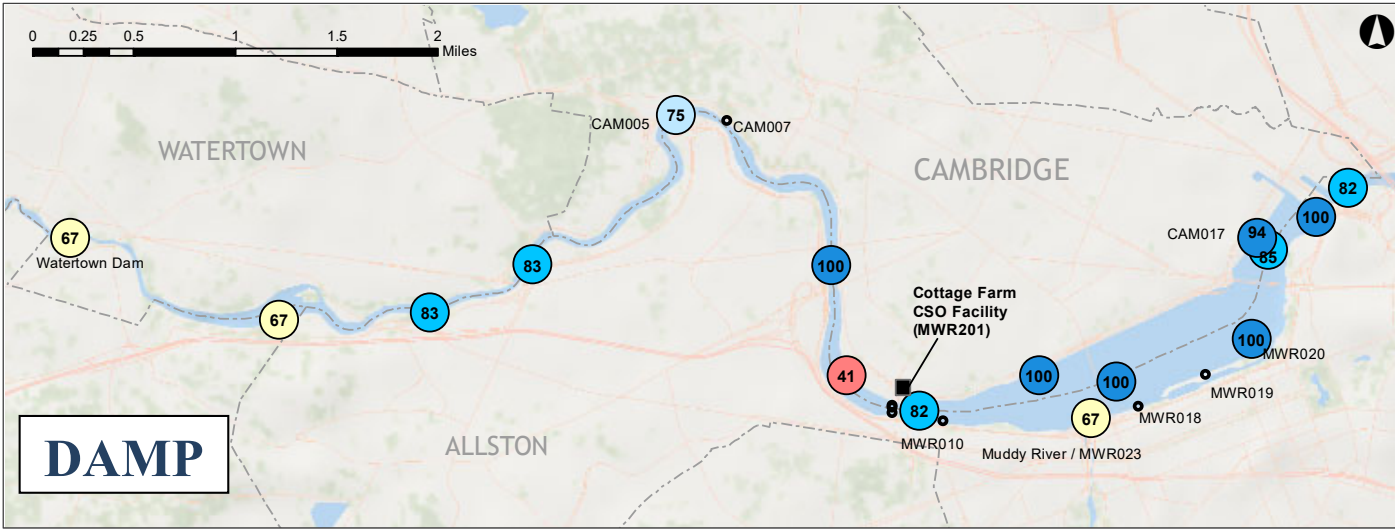 0 0.25 0.5 1 1.5 2
Miles
75
CAM005
CAM007
WATERTOWN
CAMBRIDGE
82
100
CAM017
94
85
67
Watertown Dam
83
100
67
83
Cottage Farm
CSO Facility
(MWR201)
100
MWR020
41
100
100
MWR019
82
67
MWR018
MWR010
Muddy River / MWR023
ALLSTON
DAMP